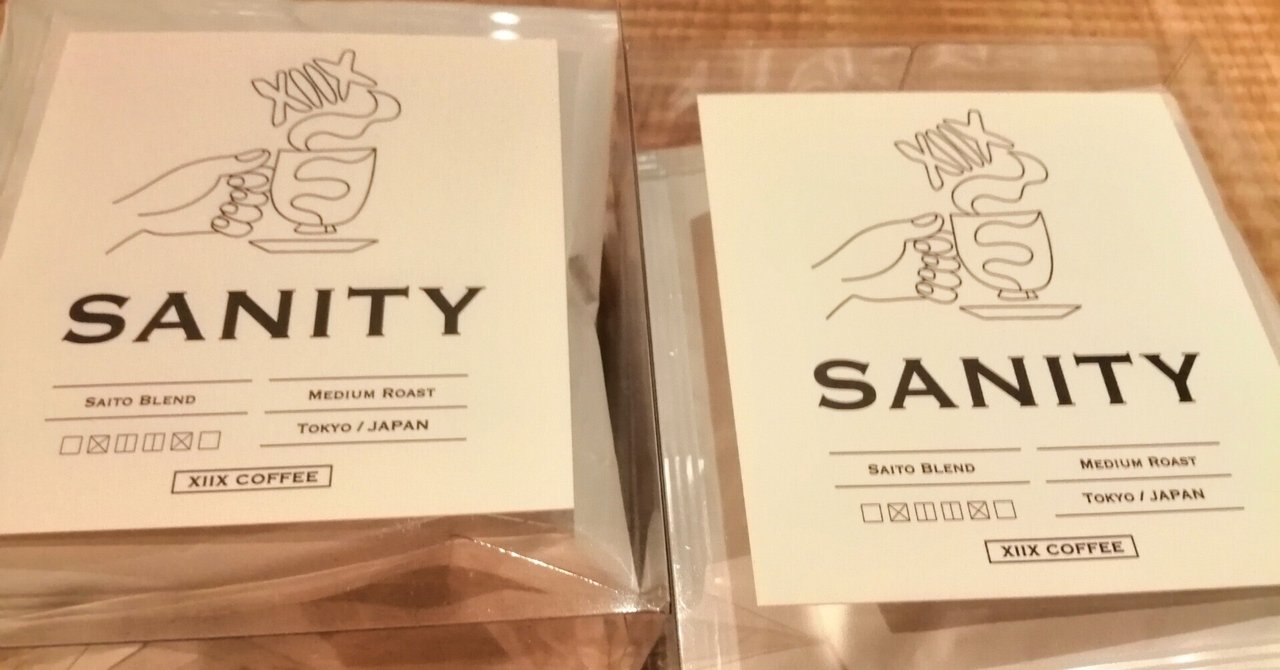 XIIX
SANITY
SAITO BLEND
MEDIUM ROAST
TOKYO / JAPAN
XIIX COFFEE
XIIX
SANITY
SAITO BLEND
MEDIUM ROAST
TOKYO / JAPAN
XIIX COFFEE